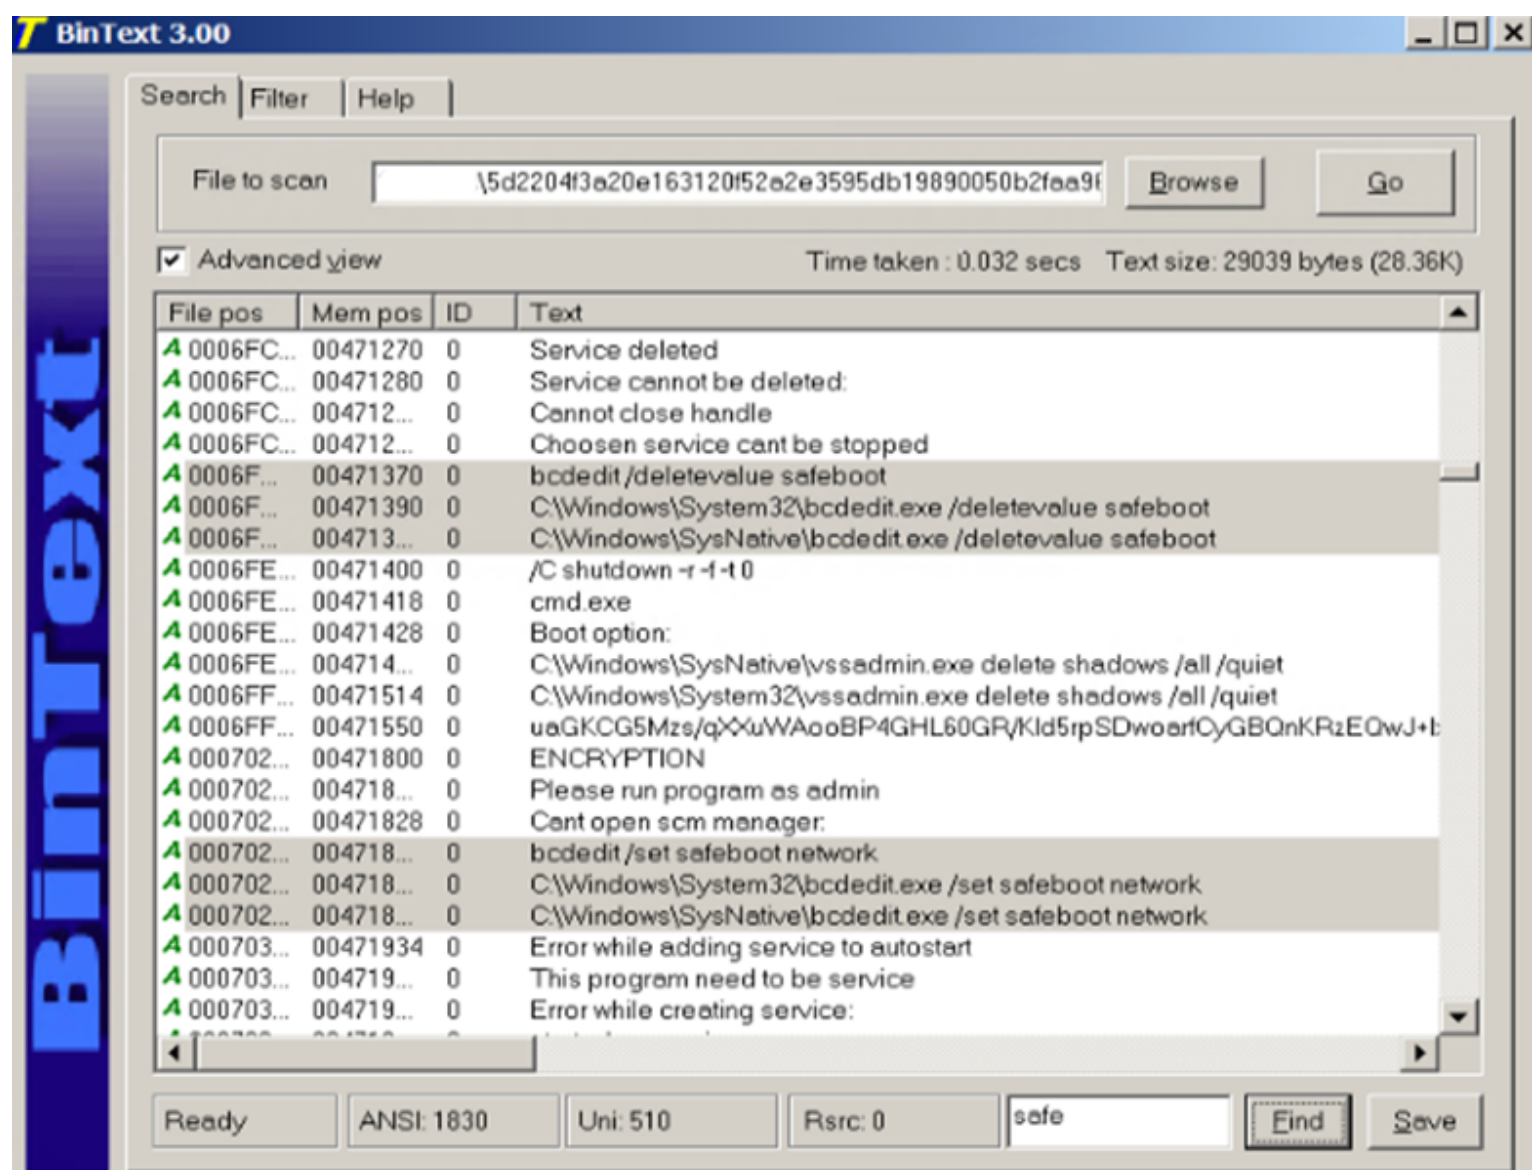 BinText 3.00
Search Filter Help
File to scan \5d2204f3a20e163120f52a2e3595db19890050b2faa9 Browse Go
Advanced view Time taken : 0.032 secs Text size: 29039 bytes (28.36K)
File pos Mem pos ID Text
A 0006FC... 00471270 0 Service deleted
A 0006FC... 00471280 0 Service cannot be deleted:
A 0006FC... 004712... 0 Cannot close handle
A 0006FC... 004712... 0 Choosen service cant be stopped
A 0006F... 00471370 0 bcdedit /deletevalue safeboot
A 0006F... 00471390 0 C:\Windows\System32\bcdedit.exe /deletevalue safeboot
A 0006F... 004713... 0 C:\Windows\SysNative\bcdedit.exe /deletevalue safeboot
A 0006FE... 00471400 0 /C shutdown -r -f -t 0
A 0006FE... 00471418 0 cmd.exe
A 0006FE... 00471428 0 Boot option:
A 0006FE... 004714... 0 C:\Windows\SysNative\vssadmin.exe delete shadows /all /quiet
A 0006FF... 00471514 0 C:\Windows\System32\vssadmin.exe delete shadows /all /quiet
A 0006FF... 00471550 0
A 000702... 00471800 0 ENCRYPTION
A 000702... 004718... 0 Please run program as admin
A 000702... 00471828 0 Cant open scm manager:
A 000702... 004718... 0 bcdedit /set safeboot network
A 000702... 004718... 0 C:\Windows\System32\bcdedit.exe /set safeboot network
A 000702... 004718... 0 C:\Windows\SysNative\bcdedit.exe /set safeboot network
A 000703... 00471934 0 Error while adding service to autostart
A 000703... 004719... 0 This program need to be service
A 000703... 004719... 0 Error while creating service:
Ready ANSI: 1830 Uni: 510 Rsrc: 0 safe Find Save
BinText